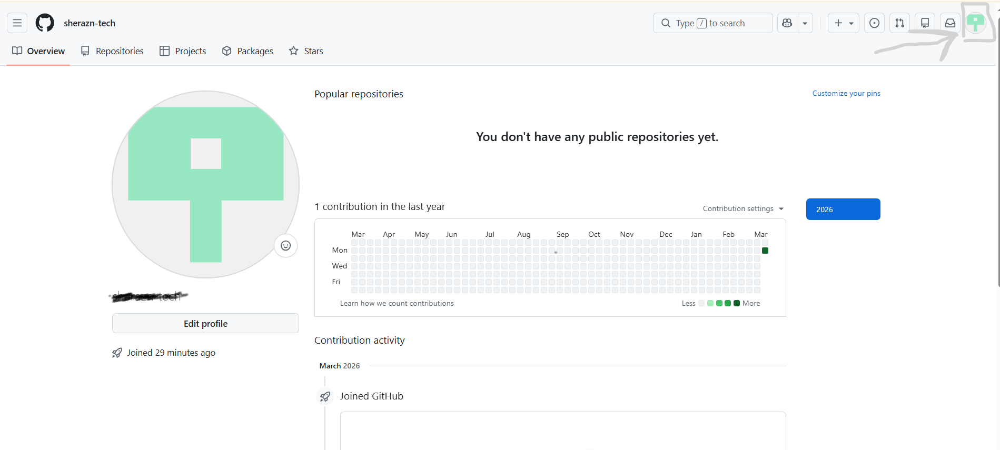 sherazn-tech
Type / to search
Overview
Repositories
Projects
Packages
Stars
Popular repositories
Customize your pins
You don't have any public repositories yet.
1 contribution in the last year
Contribution settings
2026
Mar Apr May Jun Jul Aug Sep Oct Nov Dec Jan Feb Mar
Mon
Wed
Fri
Learn how we count contributions
Less More
Edit profile
Joined 29 minutes ago
Contribution activity
March 2026
Joined GitHub